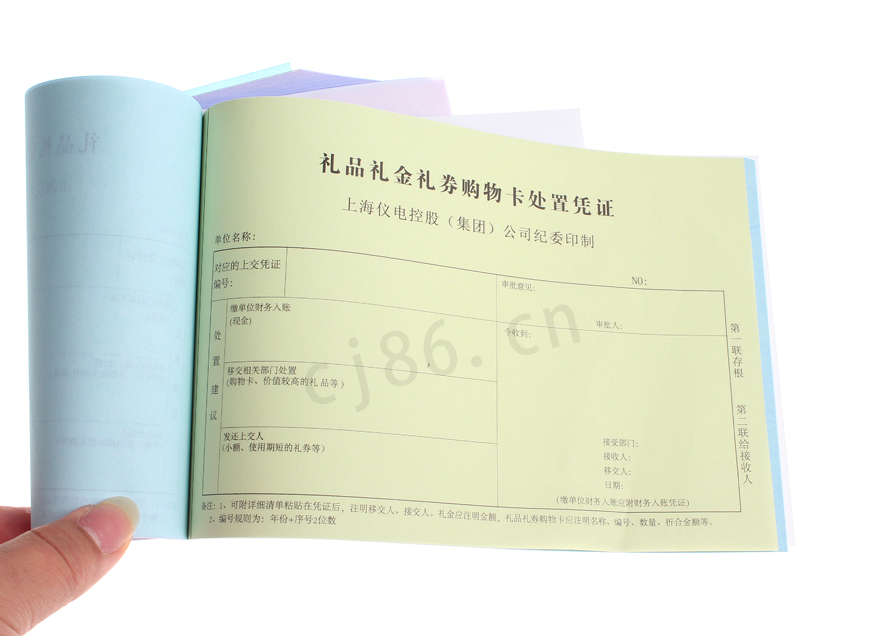 礼品礼金礼券购物卡处置凭证
上海仪电控股（集团）公司纪委印制
单位名称：
NO:
对应的上交凭证
编号：
审批意见：
审批人：
处置建议
缴单位财务入账
(现金)
移交相关部门处置
(购物卡、价值较高的礼品等)
发还上交人
(小额、使用期短的礼券等)
今收到：
接受部门：
接收人：
移交人：
日期：
(缴单位财务入账应附财务入账凭证)
第一联存根
第二联给接收人
备注：1、可附详细清单粘贴在凭证后，注明移交人、接交人。礼金应注明金额，礼品礼券购物卡应注明名称、编号、数量、折合金额等。
2、编号规则为：年份+序号2位数
cj86.cn